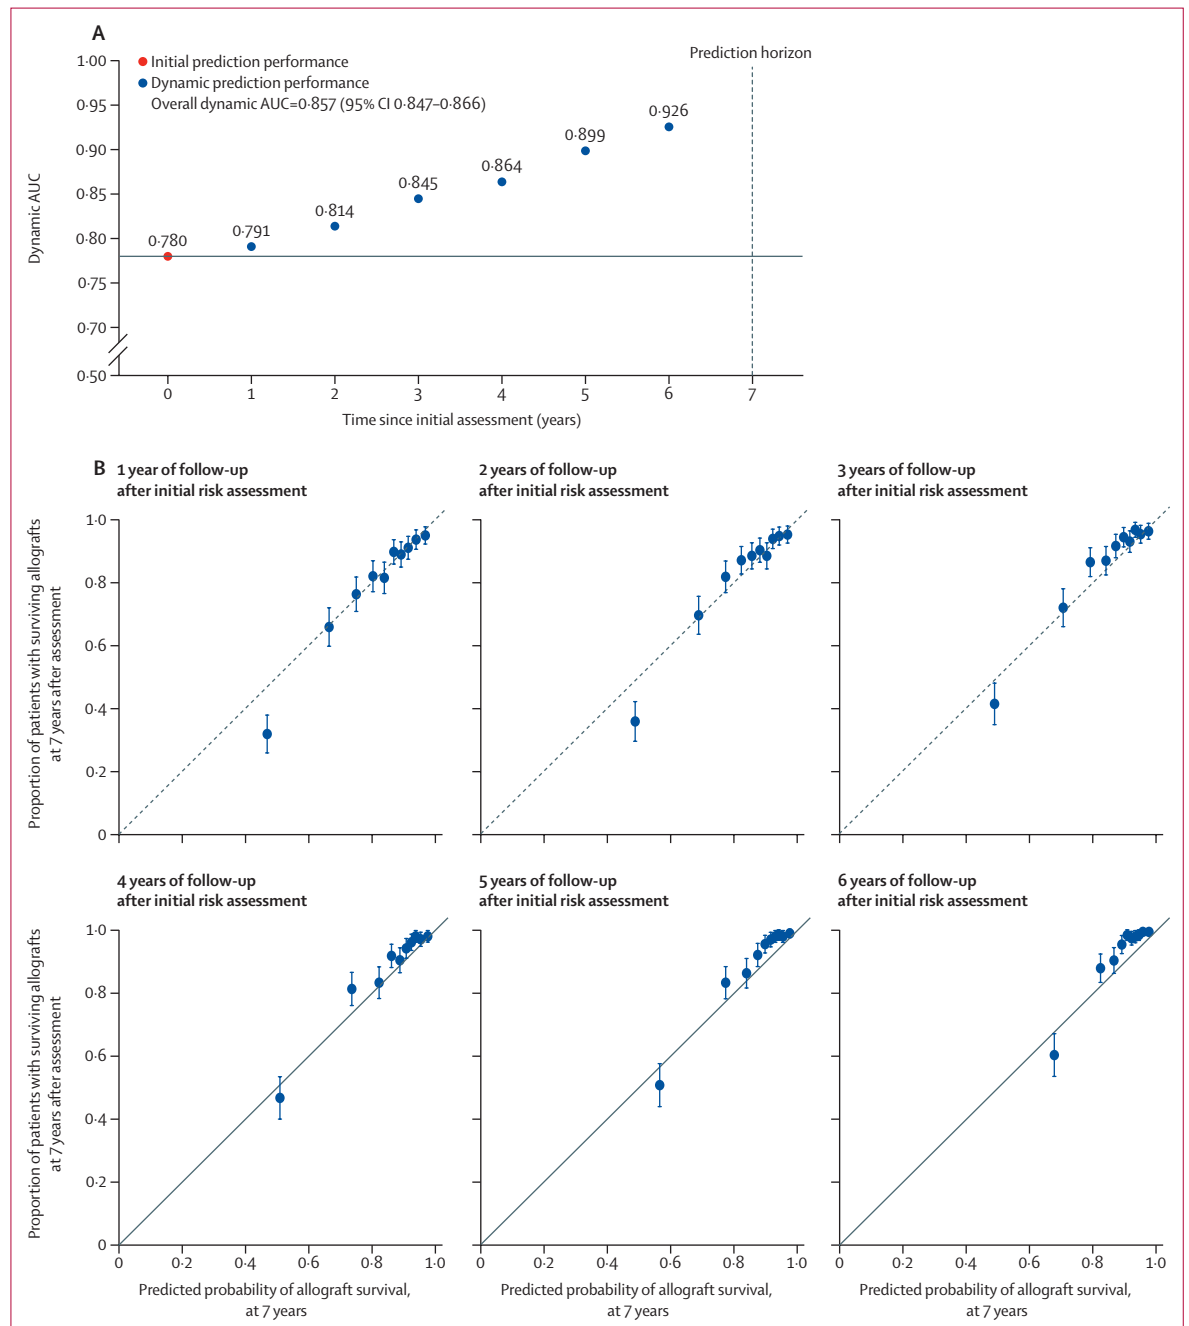 A
Prediction horizon
Initial prediction performance
Dynamic prediction performance
Overall dynamic AUC=0·857 (95% CI 0·847–0·866)
1·00
0·95
0·90
0·85
0·80
0·75
0·70
0·50
Dynamic AUC
0·780
0·791
0·814
0·845
0·864
0·899
0·926
0 1 2 3 4 5 6 7
Time since initial assessment (years)
B
1 year of follow-up
after initial risk assessment
2 years of follow-up
after initial risk assessment
3 years of follow-up
after initial risk assessment
Proportion of patients with surviving allografts
at 7 years after assessment
1·0
0·8
0·6
0·4
0·2
0
4 years of follow-up
after initial risk assessment
5 years of follow-up
after initial risk assessment
6 years of follow-up
after initial risk assessment
Proportion of patients with surviving allografts
at 7 years after assessment
1·0
0·8
0·6
0·4
0·2
0
0 0·2 0·4 0·6 0·8 1·0
0 0·2 0·4 0·6 0·8 1·0
0 0·2 0·4 0·6 0·8 1·0
Predicted probability of allograft survival,
at 7 years
Predicted probability of allograft survival,
at 7 years
Predicted probability of allograft survival,
at 7 years